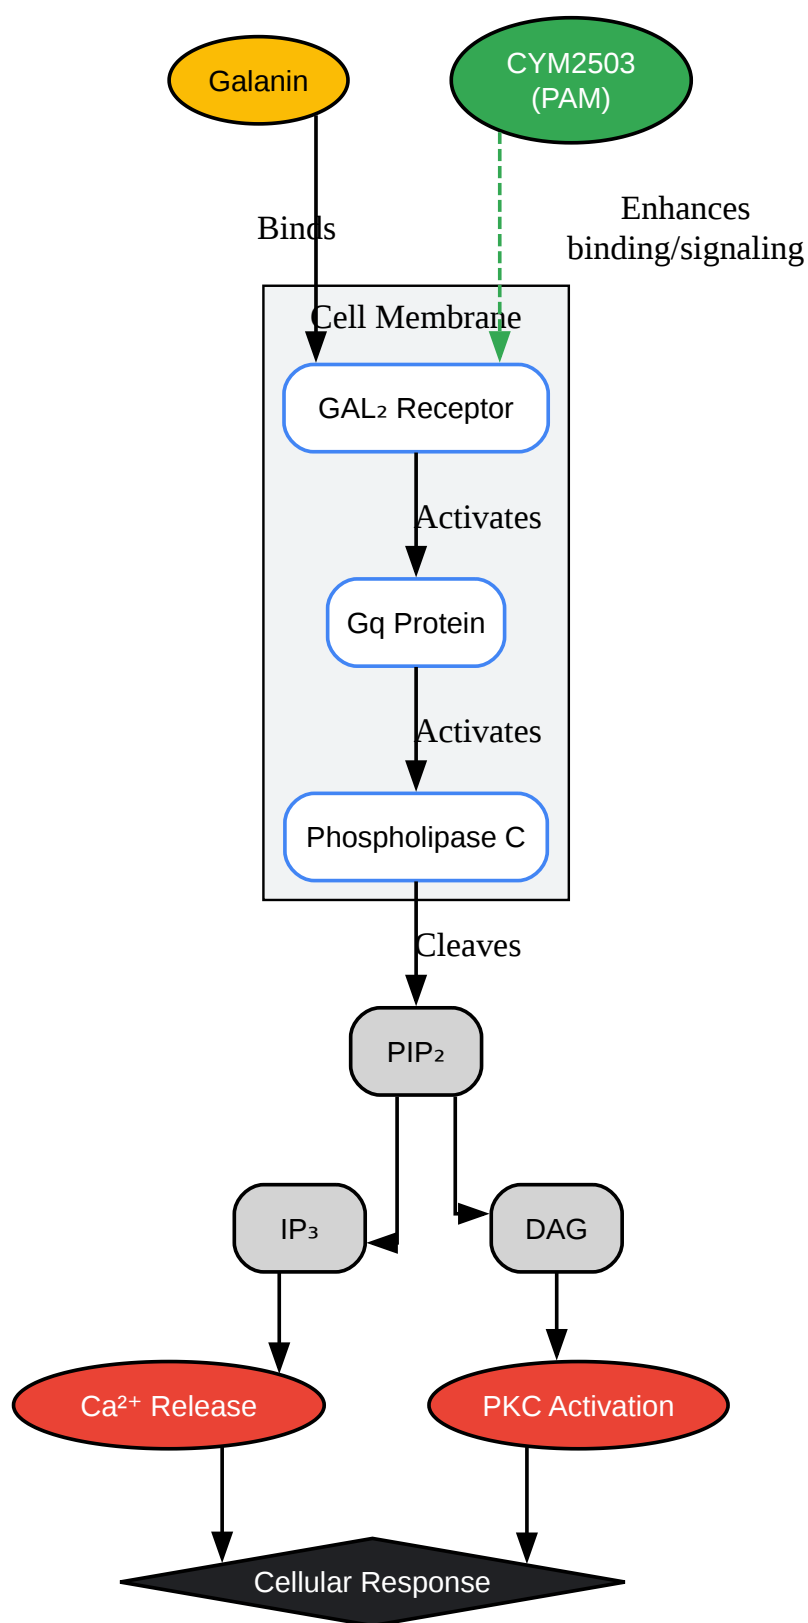 Galanin
CYM2503
(PAM)
Binds
Enhances
binding/signaling
Cell Membrane
GAL₂ Receptor
Activates
Gq Protein
Activates
Phospholipase C
Cleaves
PIP₂
IP₃
DAG
Ca²⁺ Release
PKC Activation
Cellular Response